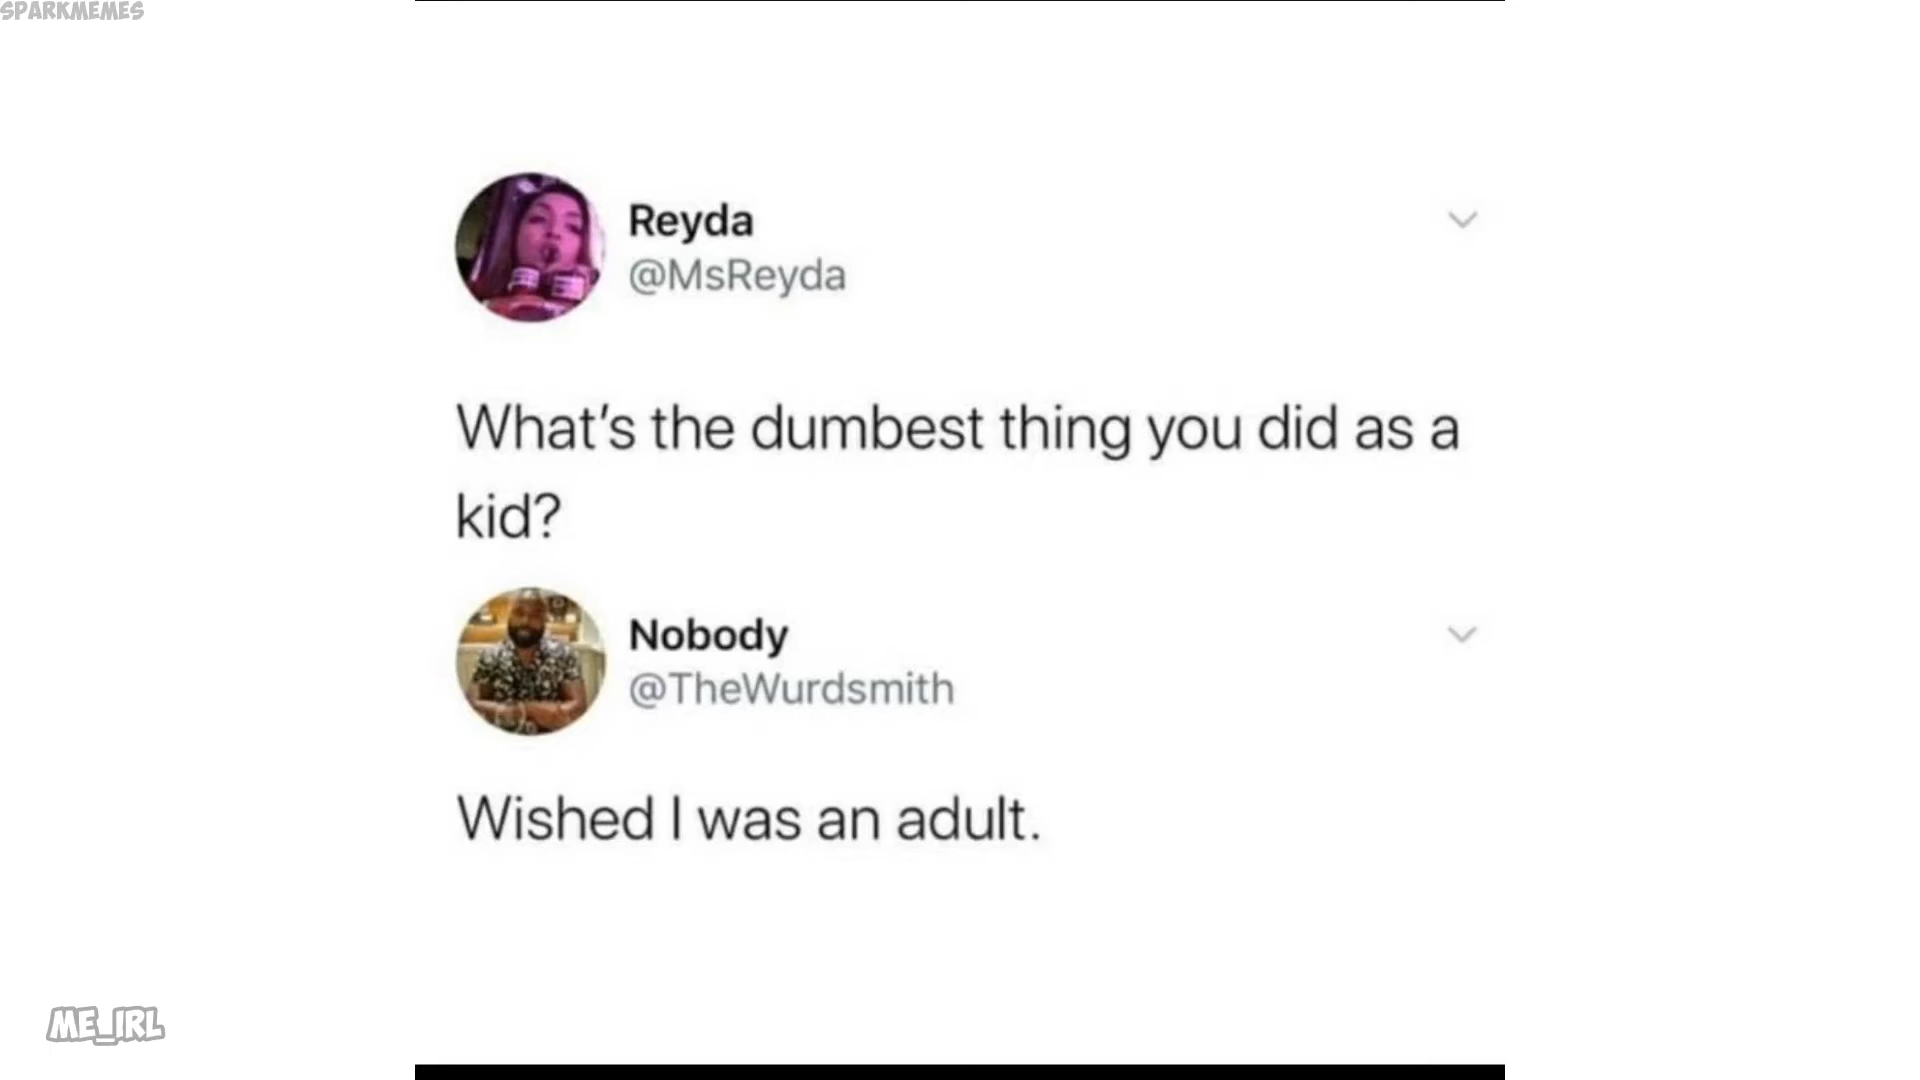 SPARKMEMES
Reyda
@MsReyda
What's the dumbest thing you did as a
kid?
Nobody
@TheWurdsmith
Wished I was an adult.
ME_IRL